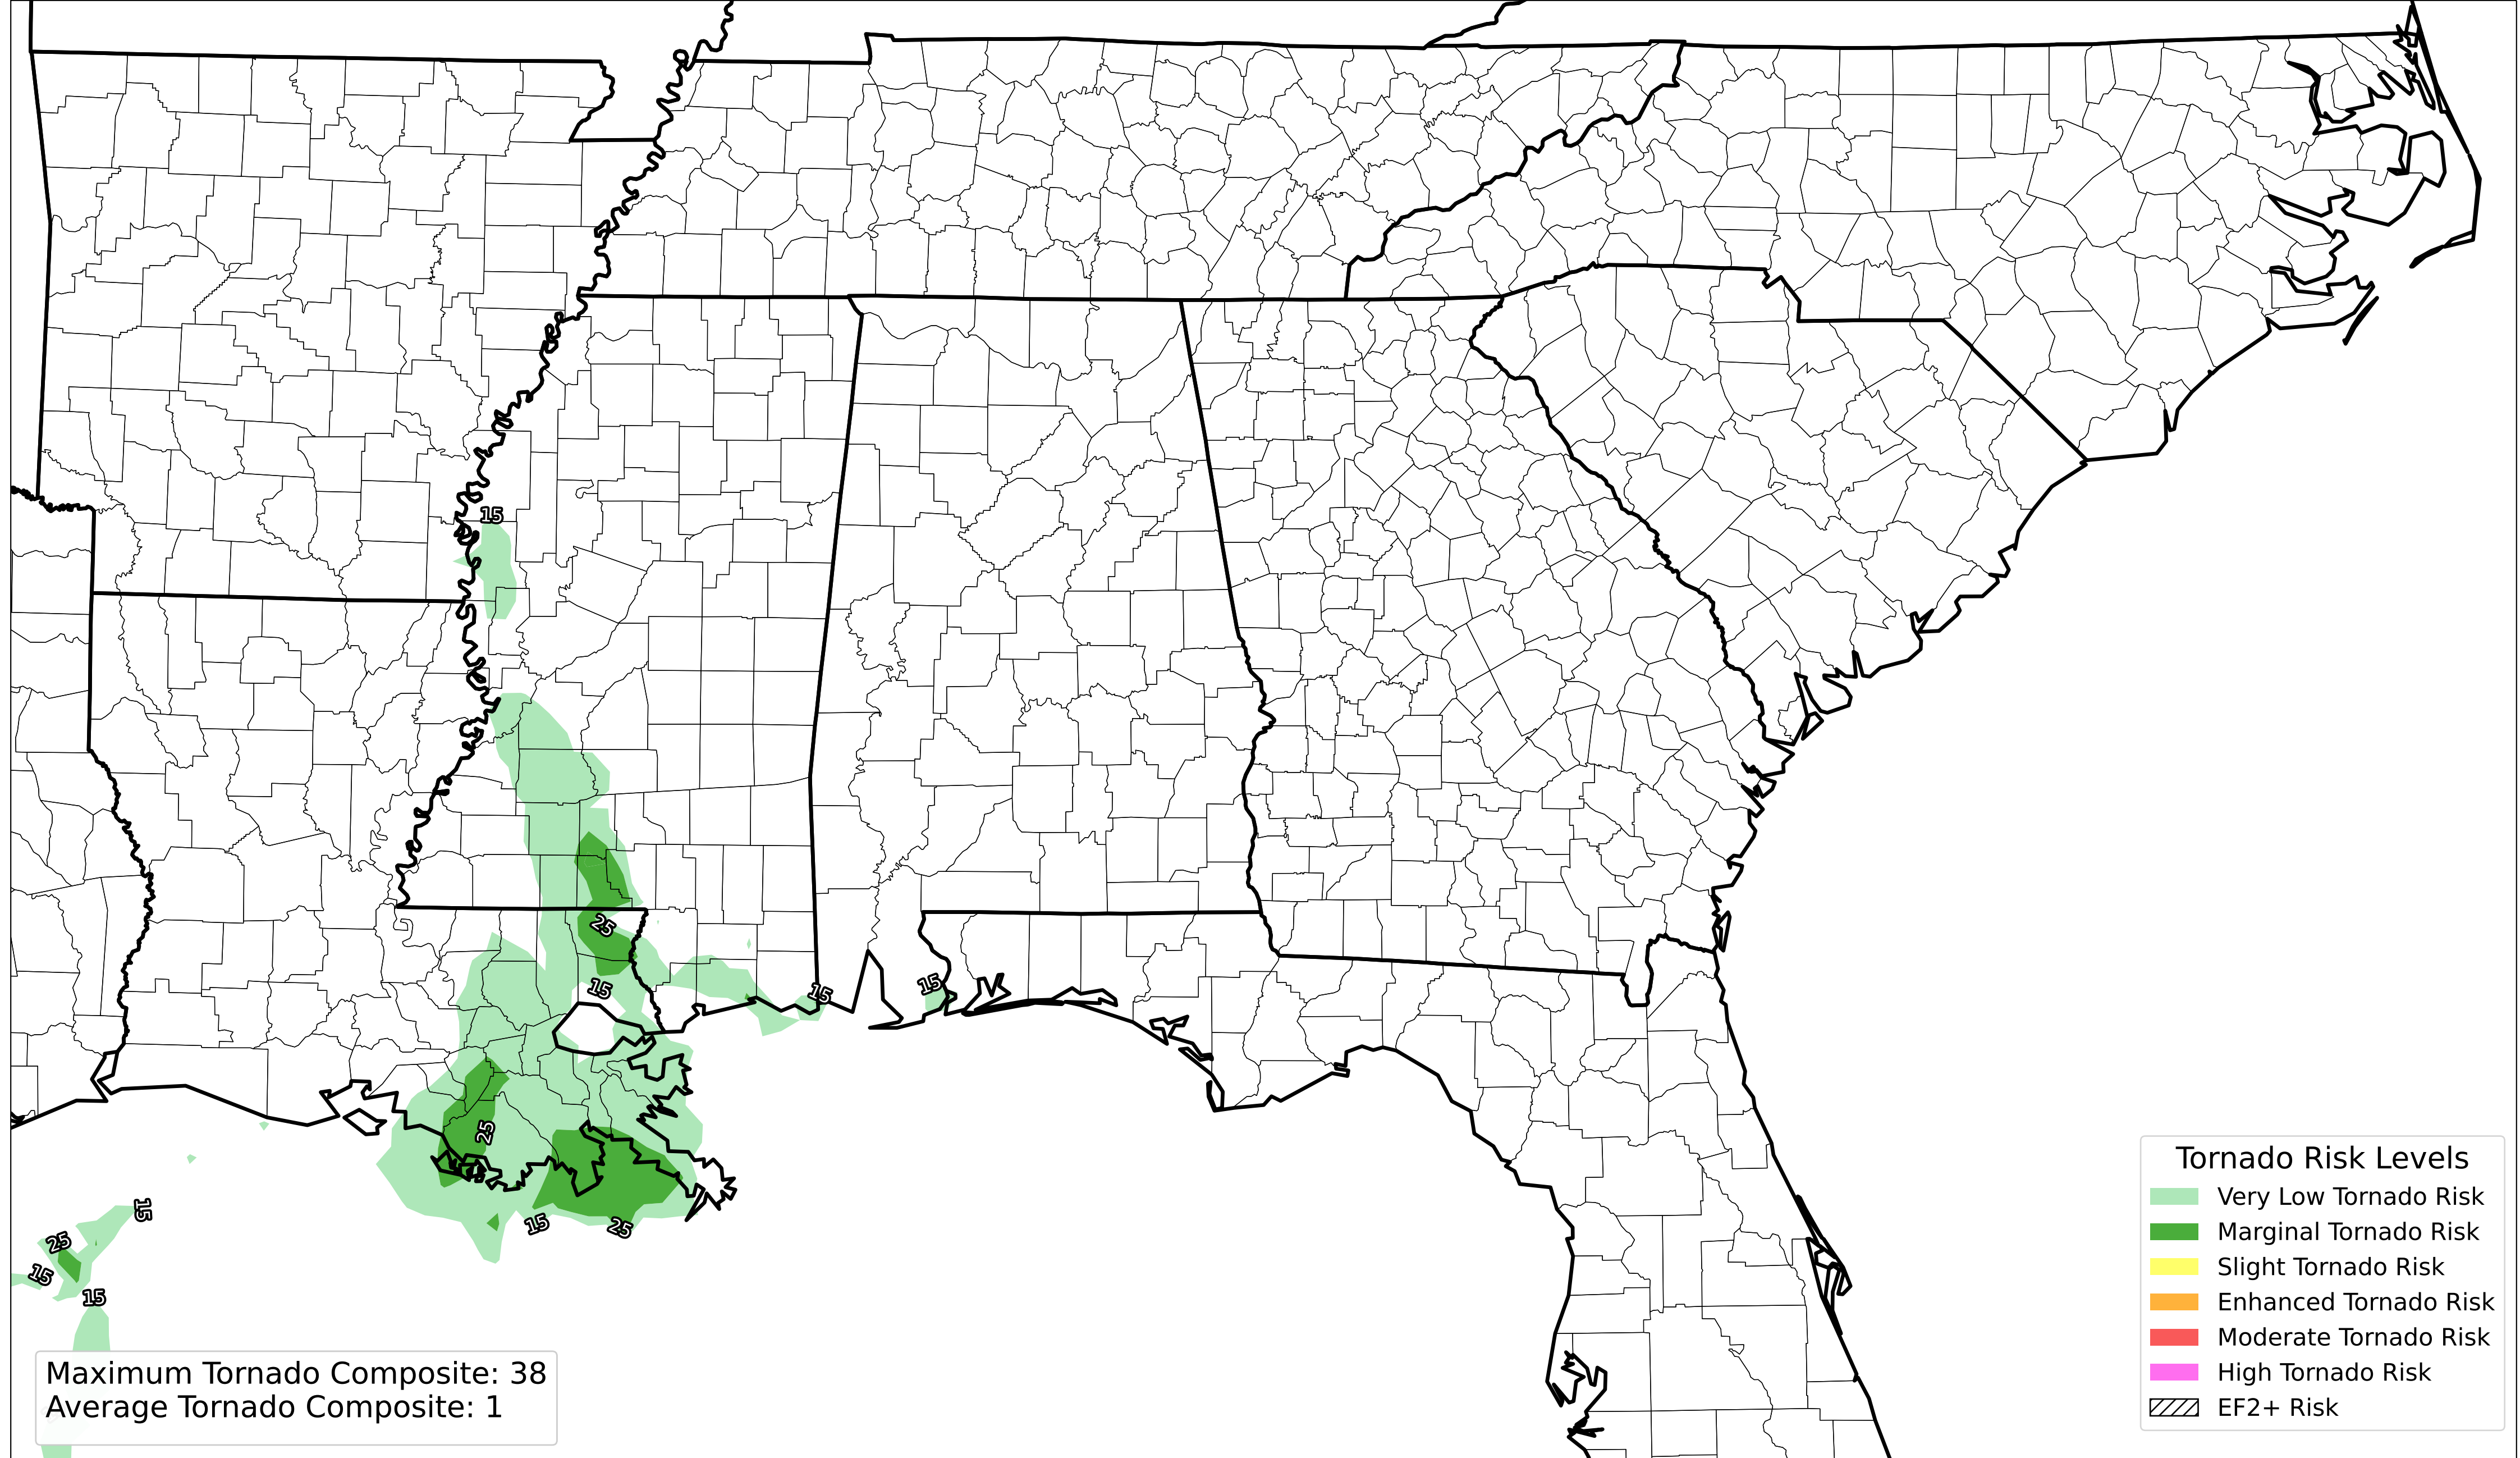 15
25
15
15
15
25
15
25
15
25
15
15
Tornado Risk Levels
Very Low Tornado Risk
Marginal Tornado Risk
Slight Tornado Risk
Enhanced Tornado Risk
Moderate Tornado Risk
High Tornado Risk
EF2+ Risk
Maximum Tornado Composite: 38
Average Tornado Composite: 1